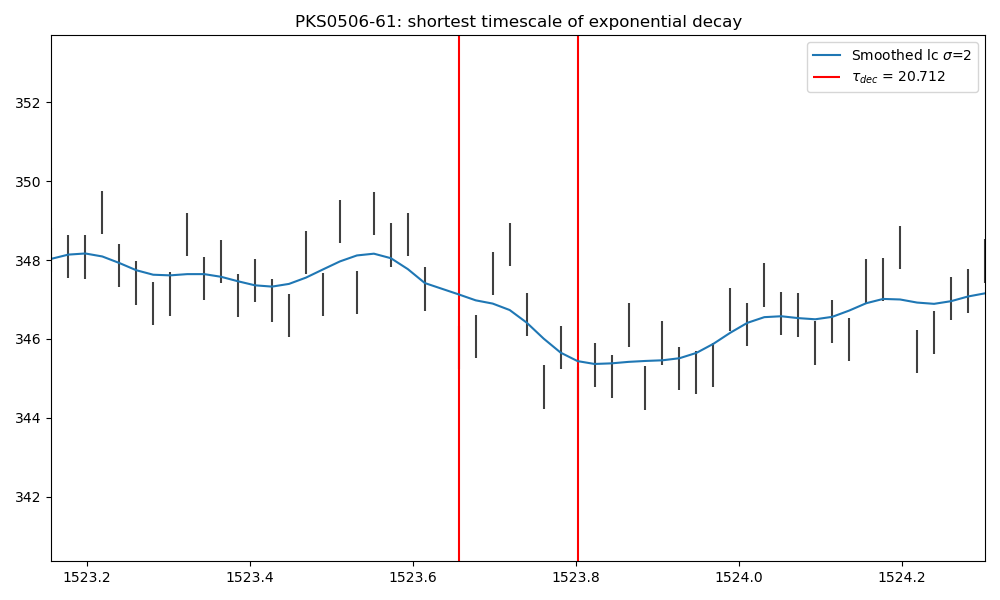 PKS0506-61: shortest timescale of exponential decay
Smoothed lc σ=2
τ_dec = 20.712
352
350
348
346
344
342
1523.2 1523.4 1523.6 1523.8 1524.0 1524.2